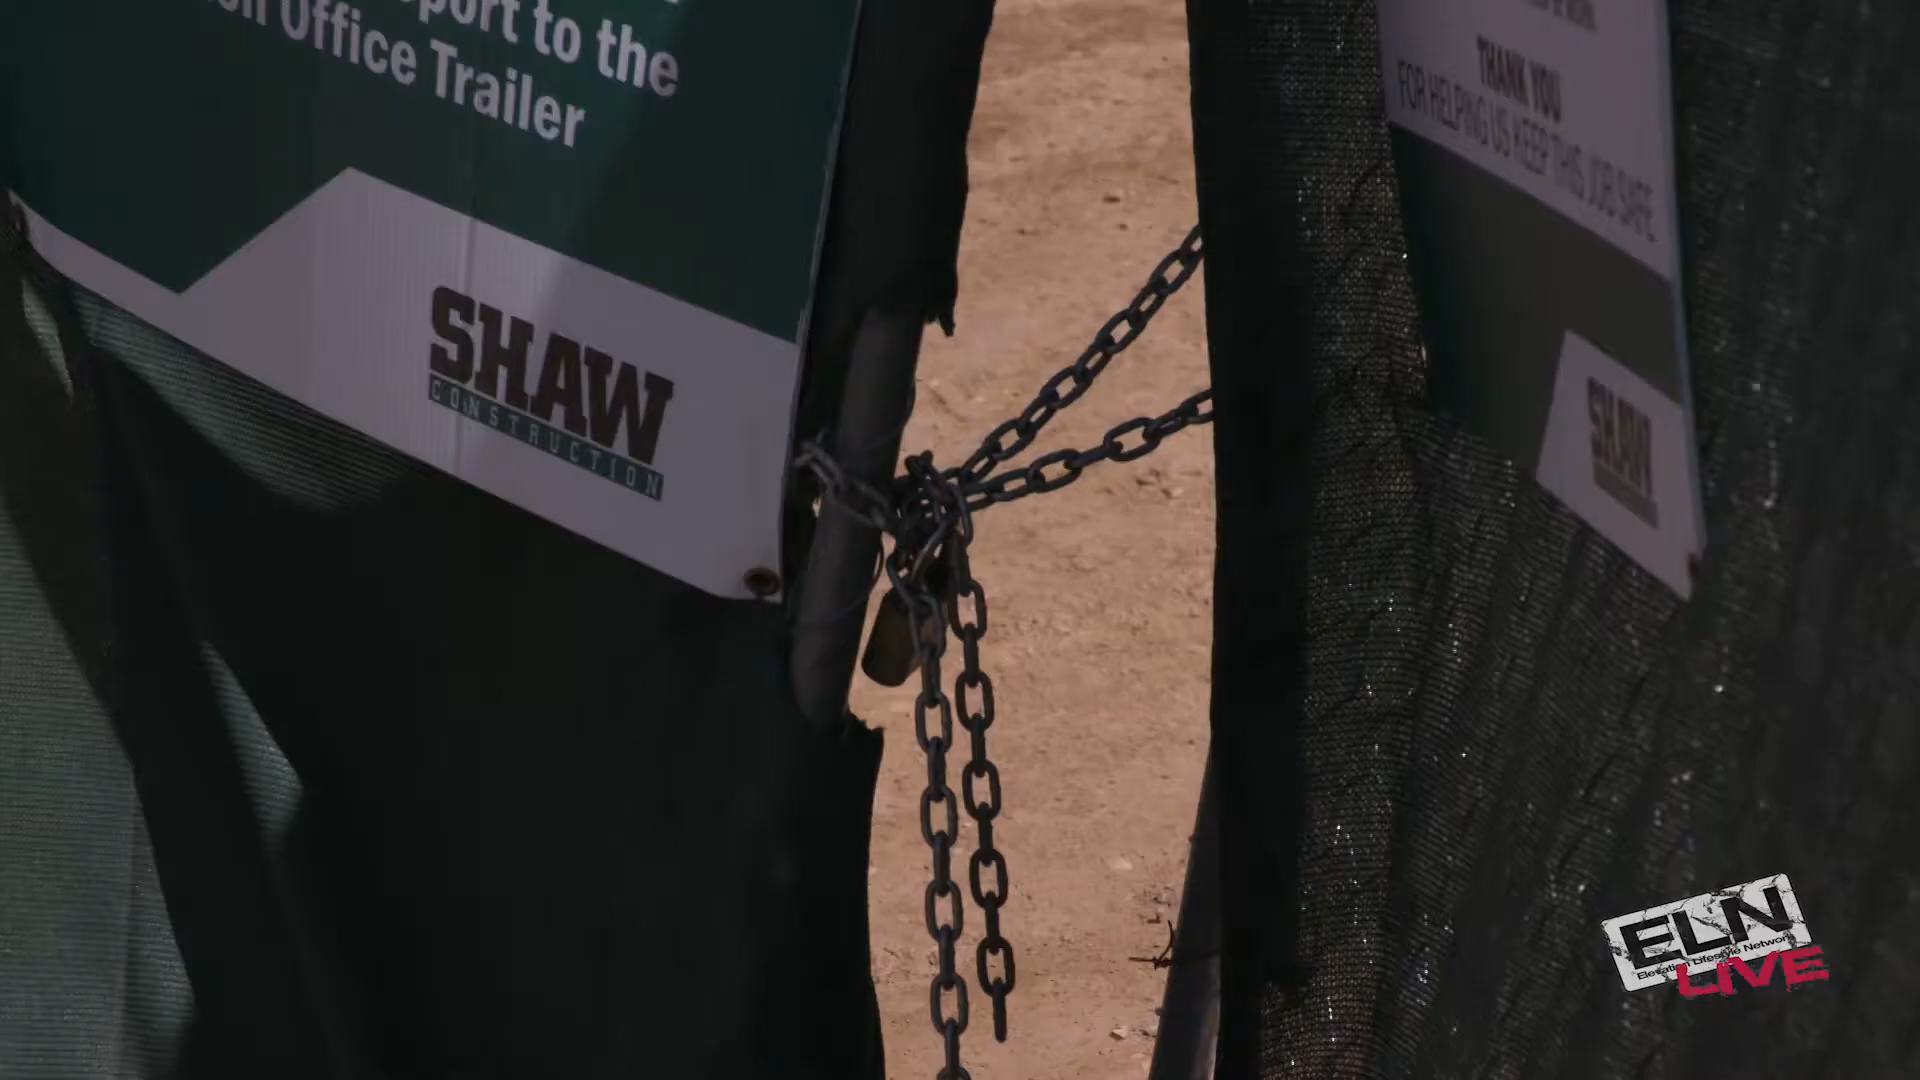 port to the
Office Trailer
SHAW
CONSTRUCTION
THANK YOU
FOR HELPING US KEEP THIS JOB SAFE
SHAW
ELN
Elevation Lifestyle Network
LIVE